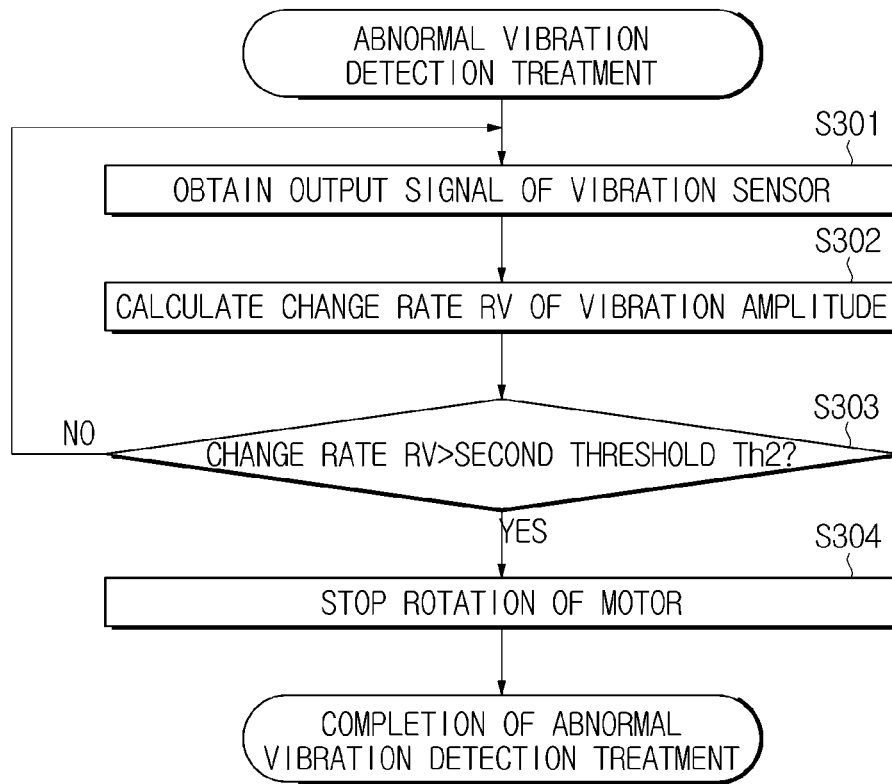 ABNORMAL VIBRATION
DETECTION TREATMENT
S301
OBTAIN OUTPUT SIGNAL OF VIBRATION SENSOR
S302
CALCULATE CHANGE RATE RV OF VIBRATION AMPLITUDE
S303
NO
CHANGE RATE RV>SECOND THRESHOLD Th2?
YES
S304
STOP ROTATION OF MOTOR
COMPLETION OF ABNORMAL
VIBRATION DETECTION TREATMENT